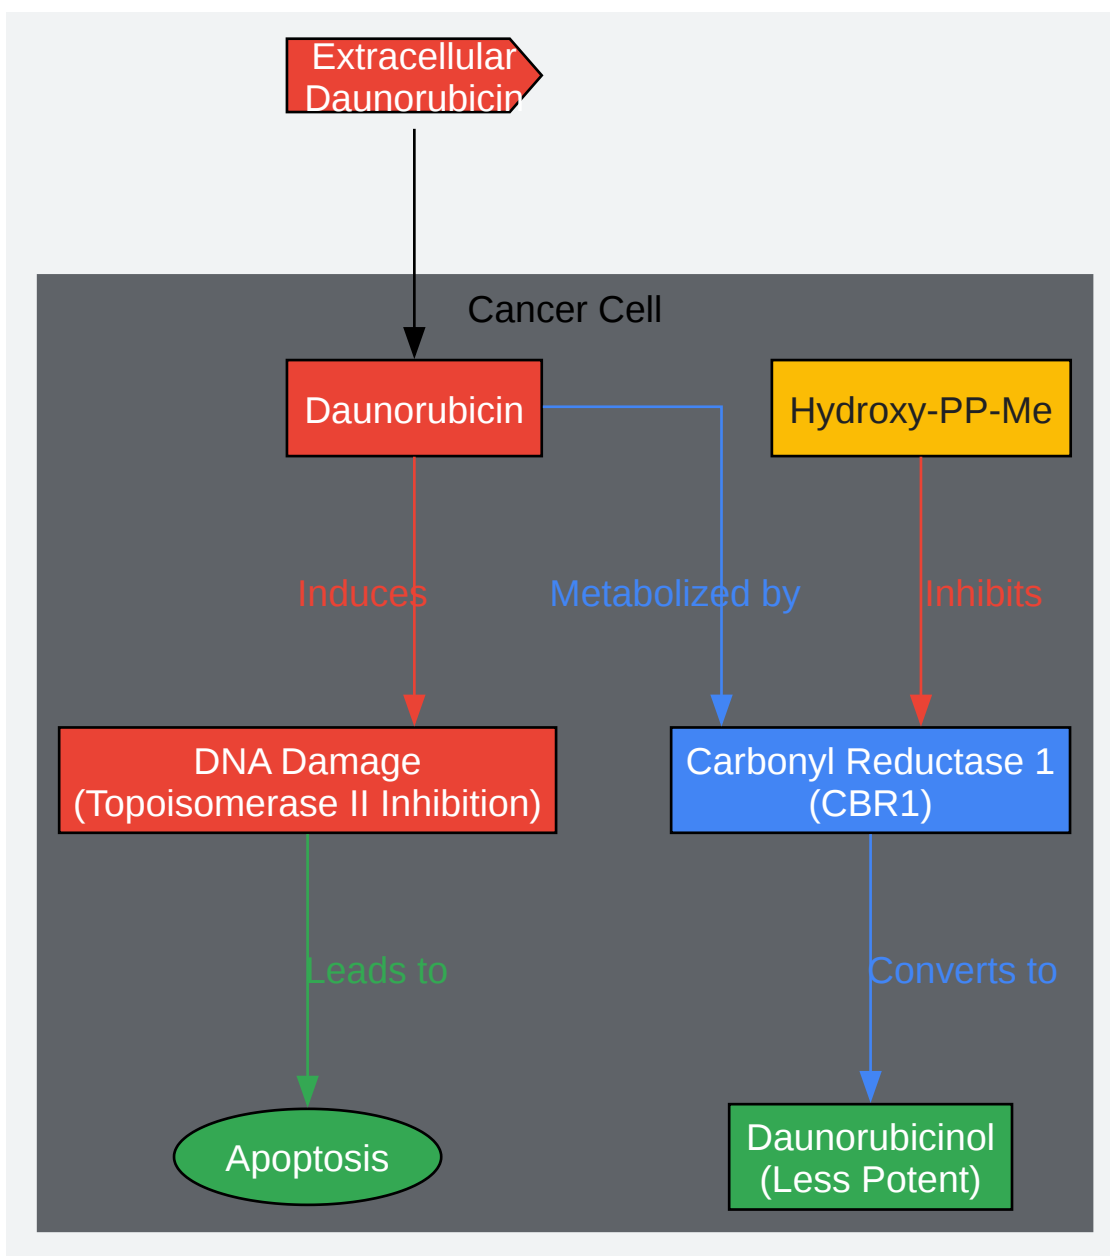 Extracellular
Daunorubicin
Cancer Cell
Daunorubicin
Hydroxy-PP-Me
Induces
Metabolized by
Inhibits
DNA Damage
(Topoisomerase II Inhibition)
Carbonyl Reductase 1
(CBR1)
Leads to
Converts to
Apoptosis
Daunorubicinol
(Less Potent)